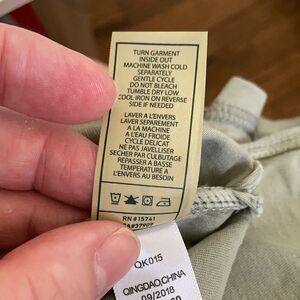 TURN GARMENT
INSIDE OUT
MACHINE WASH COLD
SEPARATELY
GENTLE CYCLE
DO NOT BLEACH
TUMBLE DRY LOW
COOL IRON ON REVERSE
SIDE IF NEEDED
LAVER A L'ENVERS
LAVER SEPAREMENT
A LA MACHINE
A L'EAU FROIDE
CYCLE DELICAT
NE PAS JAVELLISER
SECHER PAR CULBUTAGE
REPASSER A BASSE
TEMPERATURE A
L'ENVERS SI
NECESSAIRE
RN #15741
QK015
QINGDAO,CHINA
09/2018